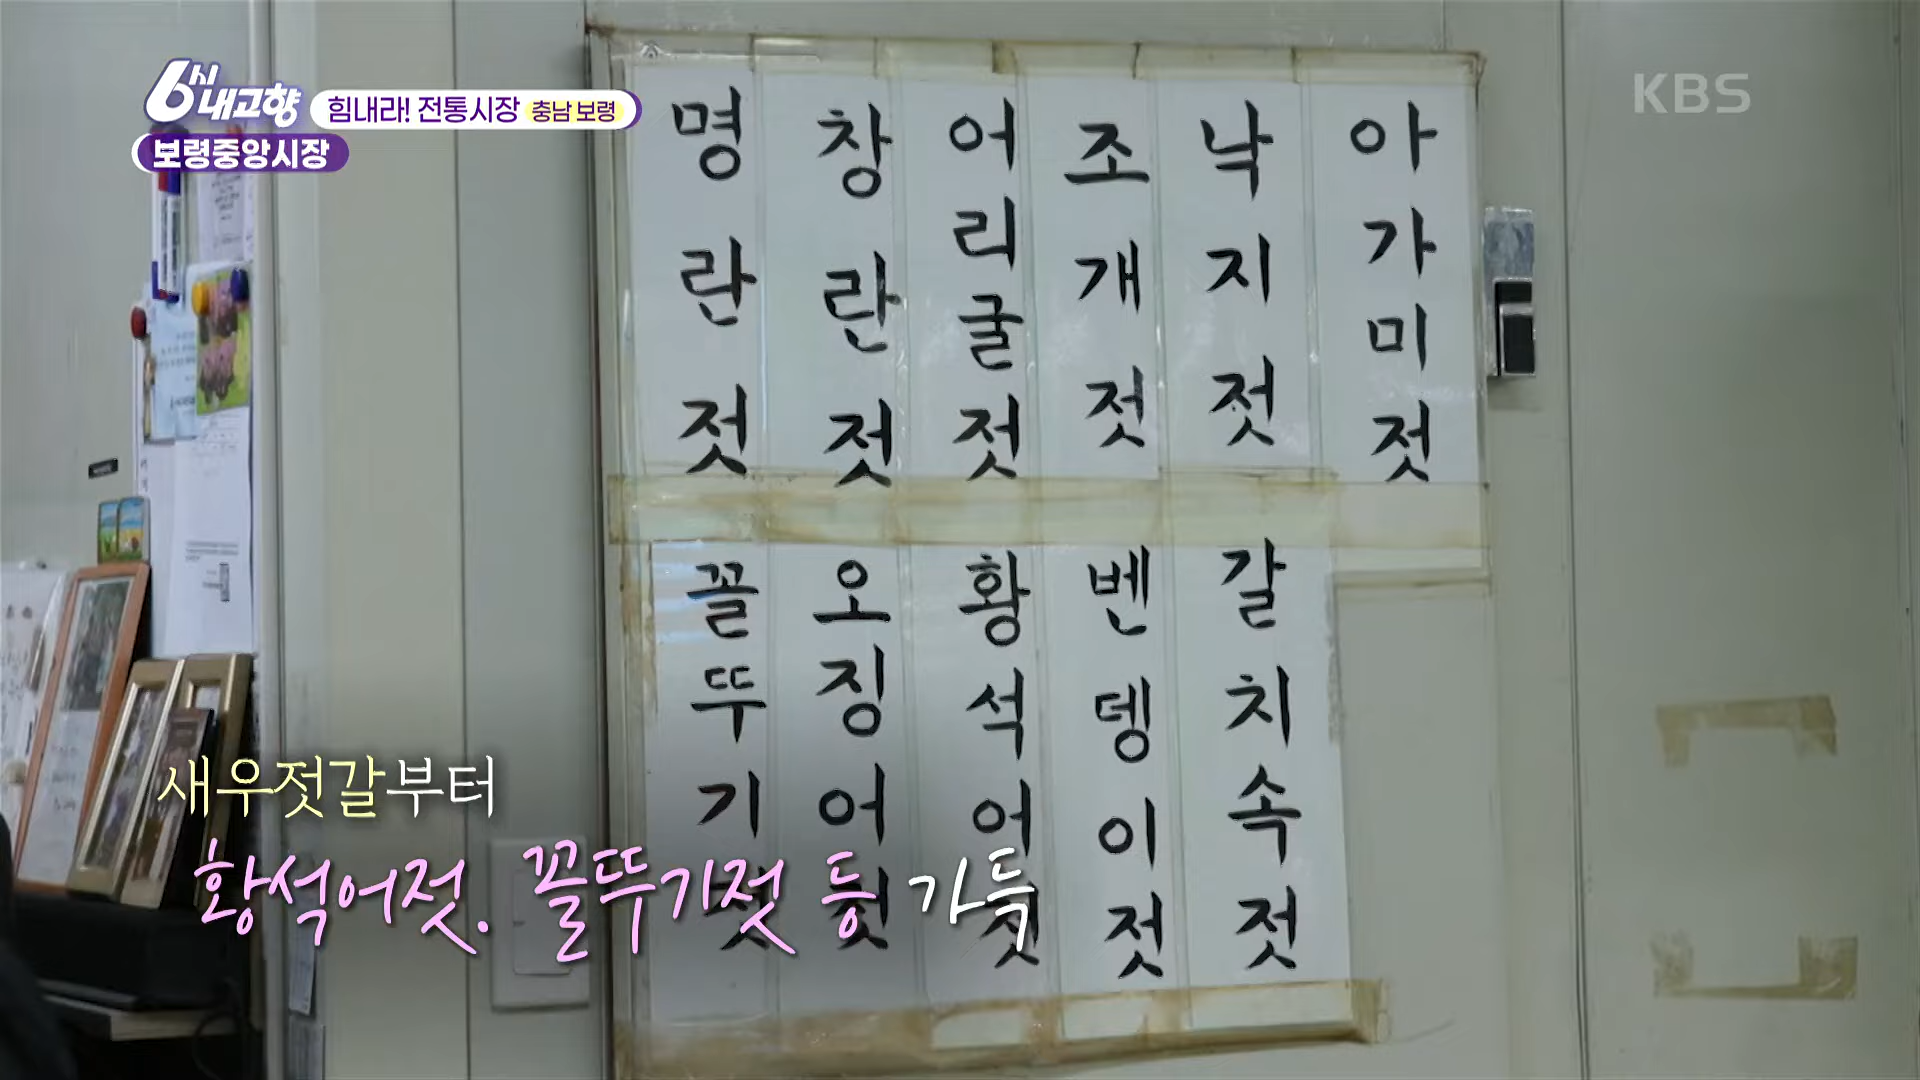 6시내고향
힘내라! 전통시장 충남 보령
보령중앙시장
KBS
명란젓
창란젓
어리굴젓
조개젓
낙지젓
아가미젓
꼴뚜기젓
오징어젓
황석어젓
벤뎅이젓
갈치속젓
새우젓갈부터
황석어젓. 꼴뚜기젓 등 가득